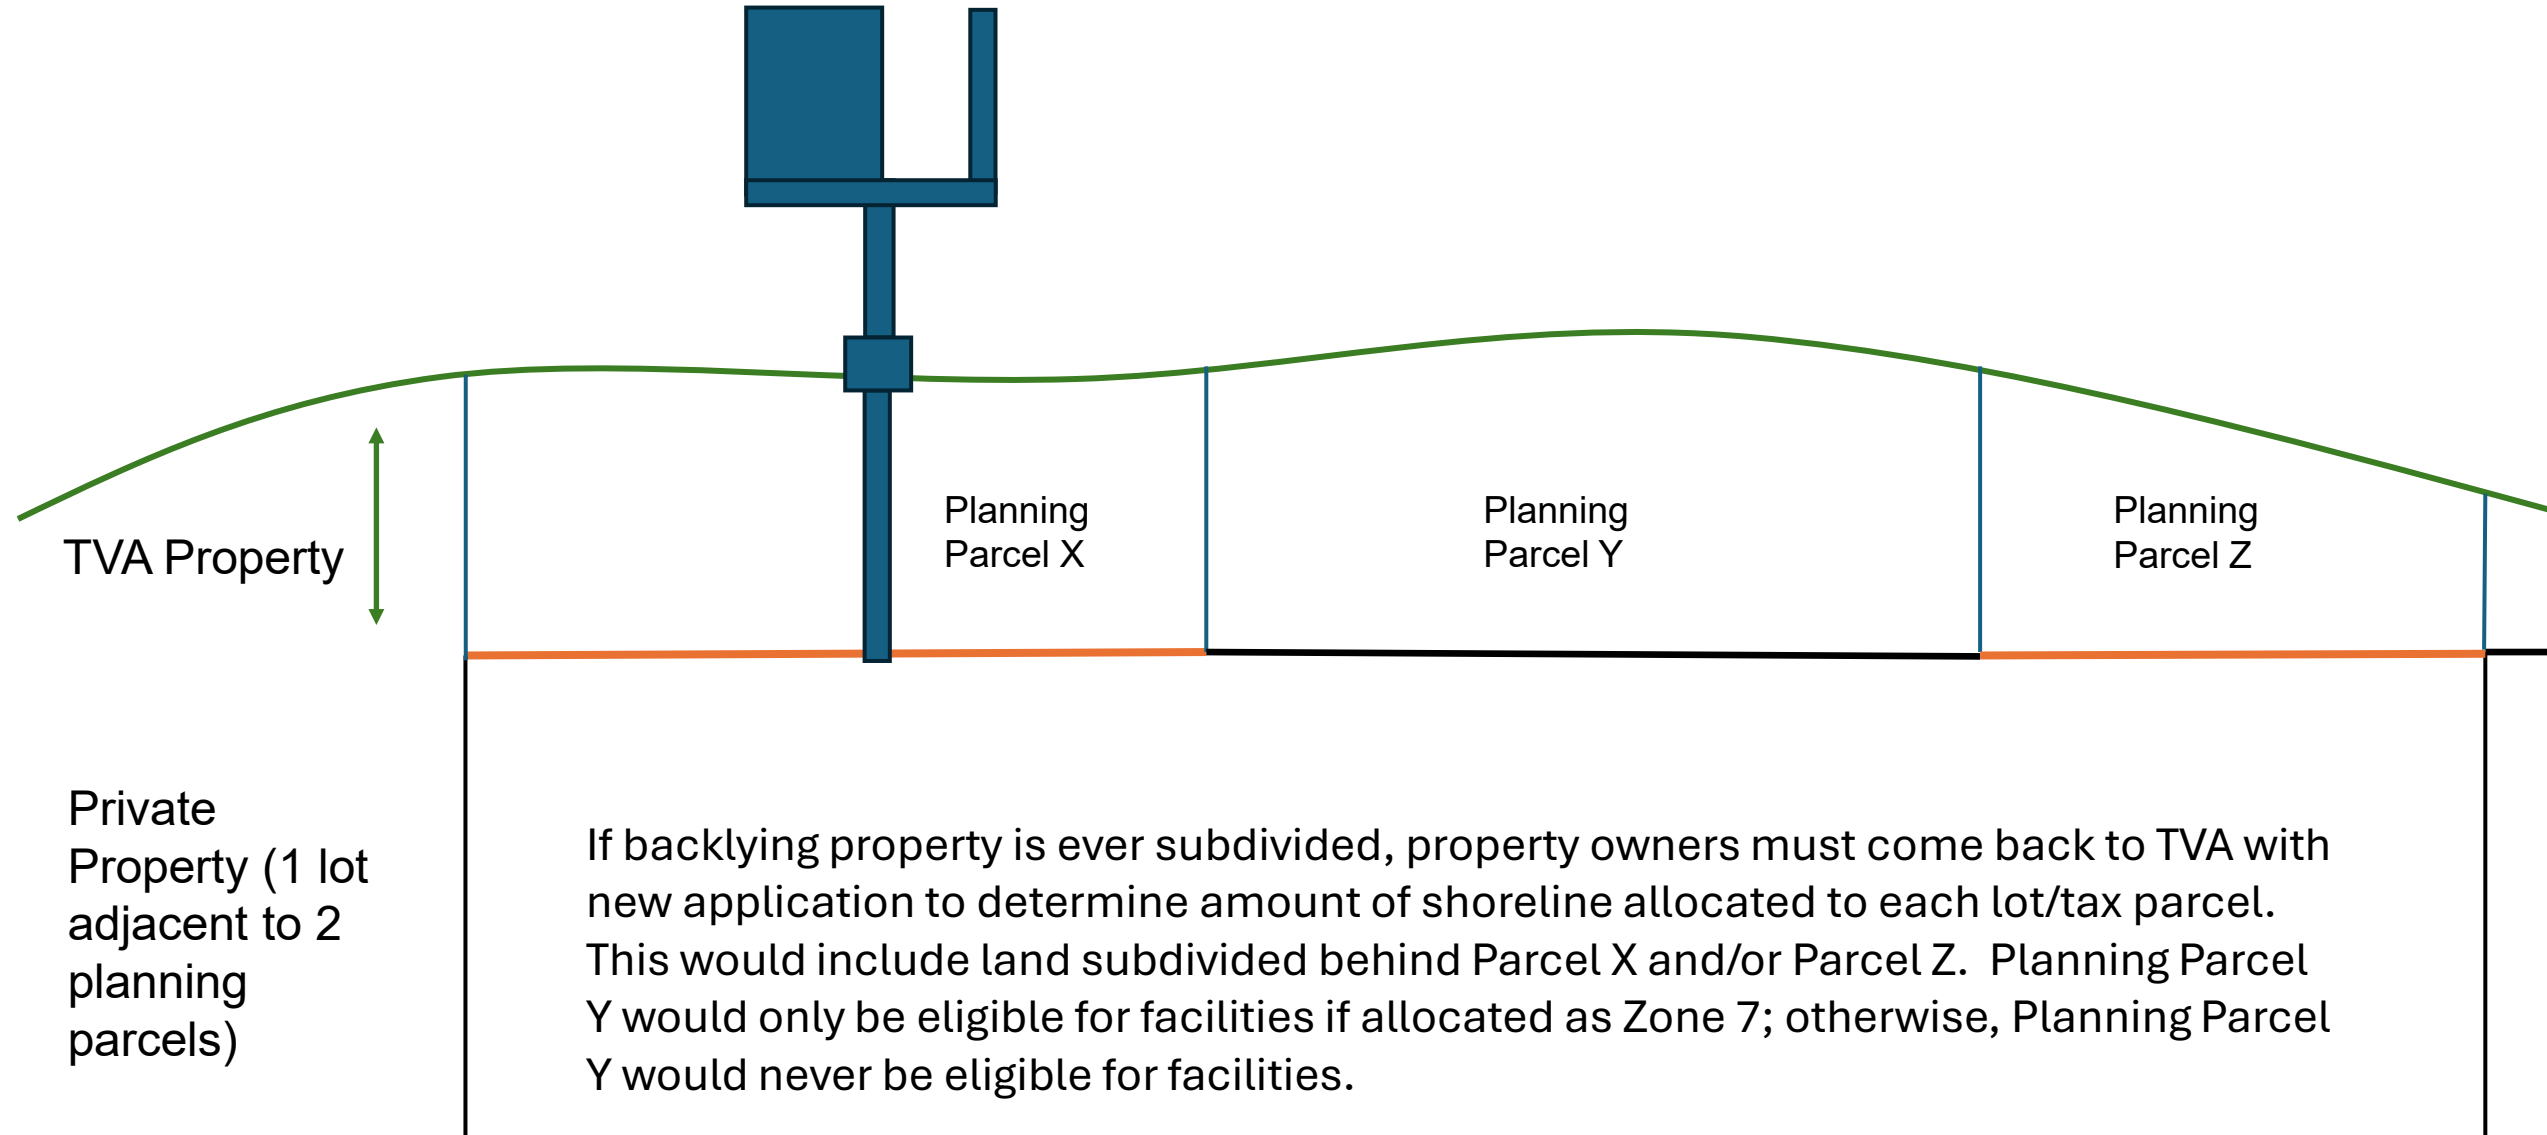 Planning
Parcel X
Planning
Parcel Y
Planning
Parcel Z
TVA Property
Private
Property (1 lot
adjacent to 2
planning
parcels)
If backlying property is ever subdivided, property owners must come back to TVA with
new application to determine amount of shoreline allocated to each lot/tax parcel.
This would include land subdivided behind Parcel X and/or Parcel Z.  Planning Parcel
Y would only be eligible for facilities if allocated as Zone 7; otherwise, Planning Parcel
Y would never be eligible for facilities.